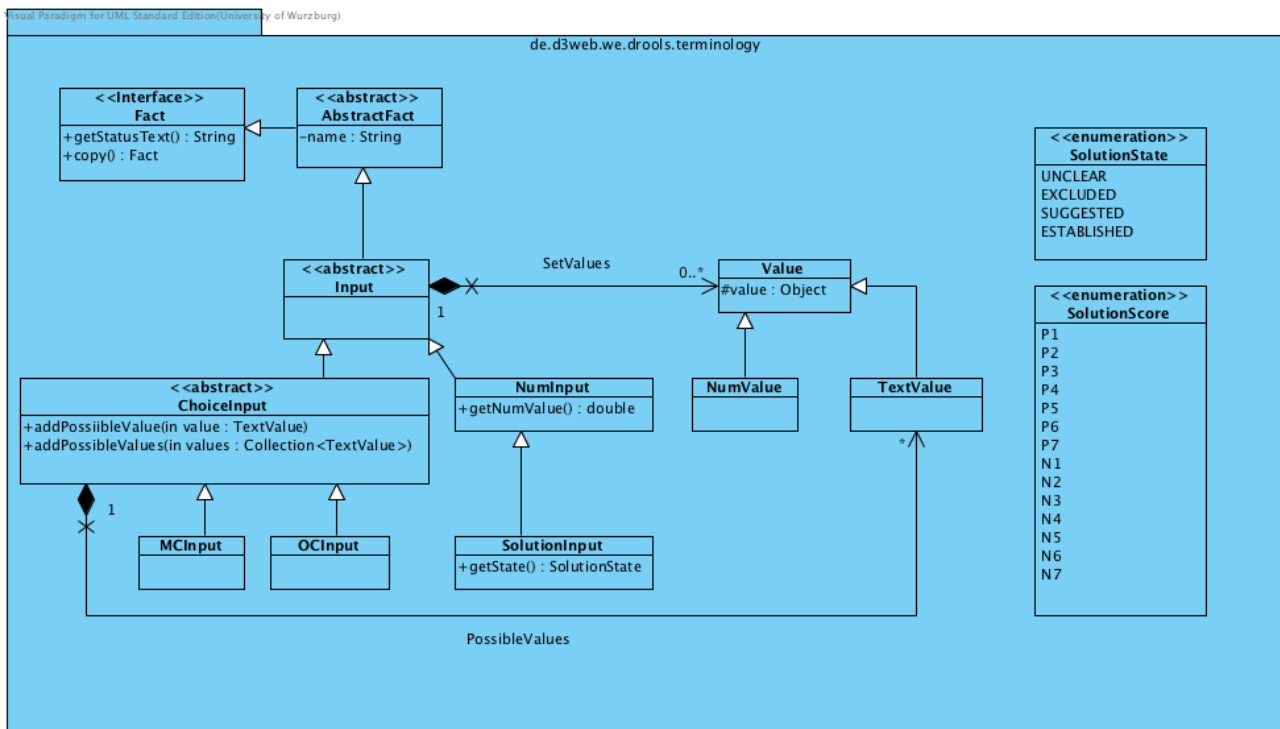 Visual Paradigm for UML Standard Edition(University of Wurzburg)
de.d3web.we.drools.terminology
<<Interface>>
Fact
+getStatusText() : String
+copy() : Fact
<<abstract>>
AbstractFact
-name : String
<<enumeration>>
SolutionState
UNCLEAR
EXCLUDED
SUGGESTED
ESTABLISHED
<<abstract>>
Input
1
SetValues
0..*
Value
#value : Object
<<enumeration>>
SolutionScore
P1
P2
P3
P4
P5
P6
P7
N1
N2
N3
N4
N5
N6
N7
<<abstract>>
ChoiceInput
+addPossiibleValue(in value : TextValue)
+addPossiibleValues(in values : Collection<TextValue>)
NumInput
+getNumValue() : double
NumValue
TextValue
*
1
MCInput
OCInput
SolutionInput
+getState() : SolutionState
PossibleValues